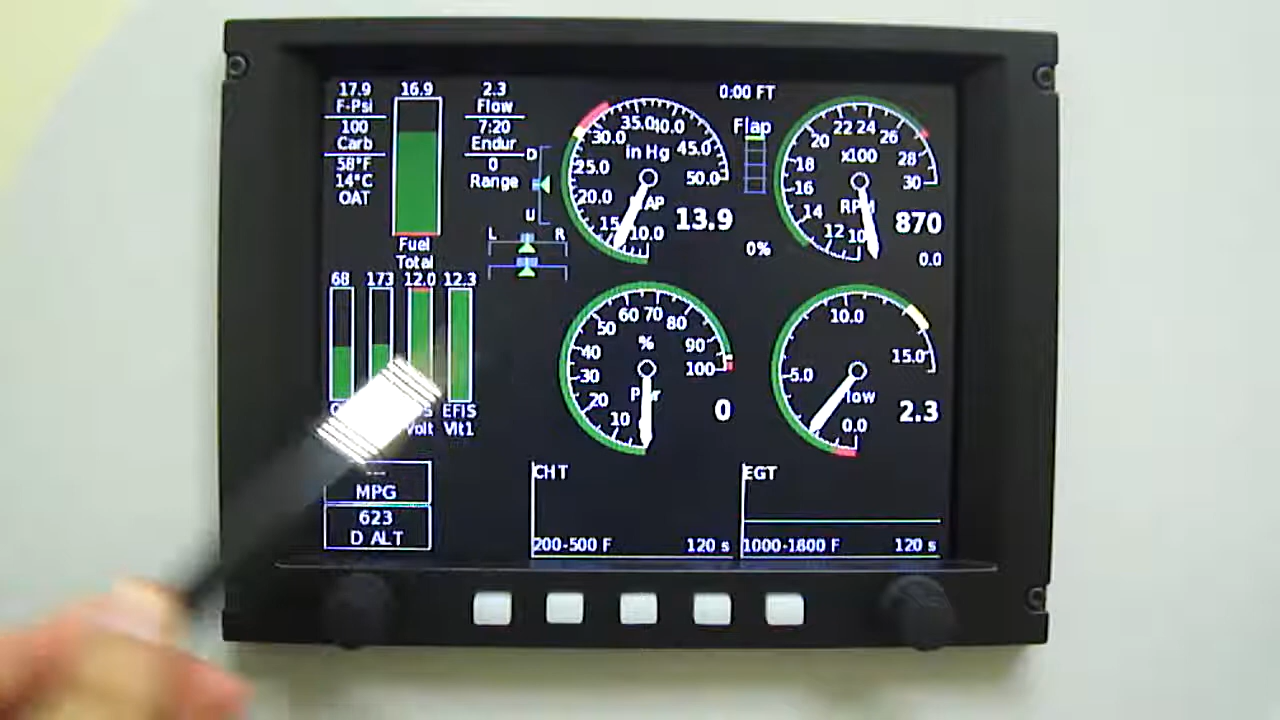 17.9
F-Psi
100
Carb
58°F
14°C
OAT
16.9
Fuel
Total
2.3
Flow
7:20
Endur
0
Range
D
U
L R
35.0 40.0
30.0
in Hg 45.0
25.0
50.0
20.0
13.9
10.0
0:00 FT
Flap
0%
22 24
20 26
x100
18 28
16 30
14
12 10
870
0.0
68 173 12.0 12.3
EFIS
Volt Vlt1
60 70
50 80
%
40 90
30 100
20
10
0
10.0
15.0
5.0
0.0
2.3
MPG
623
D ALT
CHT
200-500 F 120 s
EGT
1000-1800 F 120 s